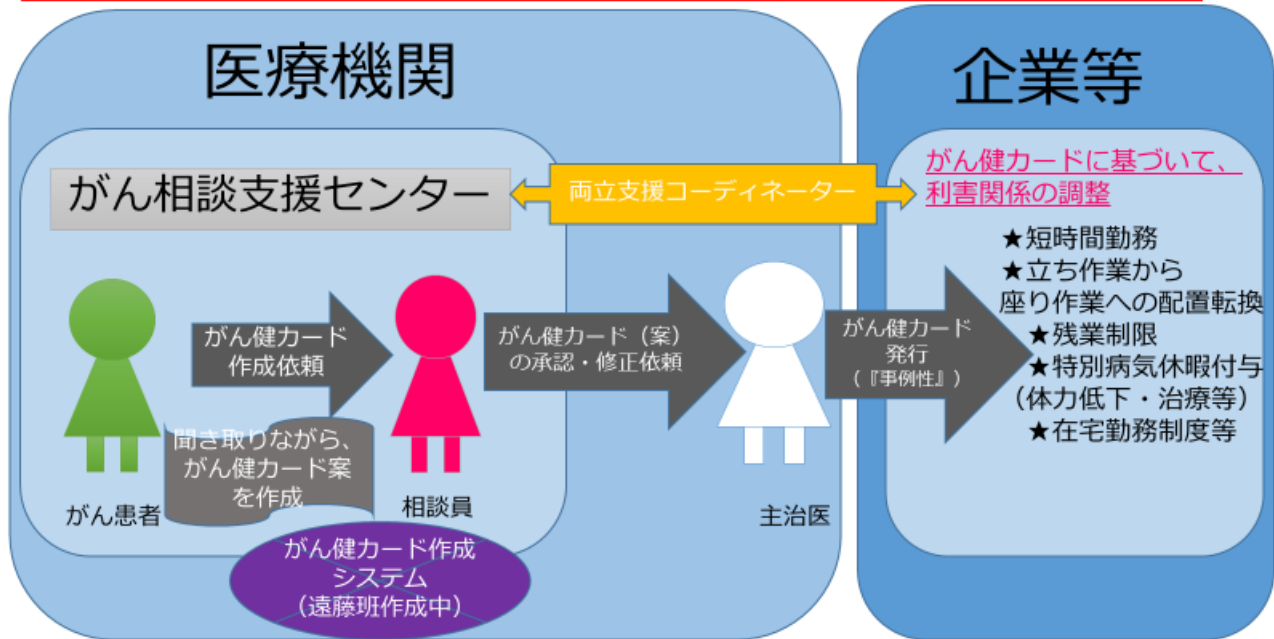 医療機関
企業等
がん相談支援センター
両立支援コーディネーター
がん健カードに基づいて、
利害関係の調整
★短時間勤務
★立ち作業から
座り作業への配置転換
★残業制限
★特別病気休暇付与
(体力低下・治療等)
★在宅勤務制度等
がん健カード
作成依頼
がん健カード（案）
の承認・修正依頼
がん健カード
発行
(『事例性』)
聞き取りながら、
がん健カード案
を作成
がん患者
相談員
主治医
がん健カード作成
システム
（遠藤班作成中）